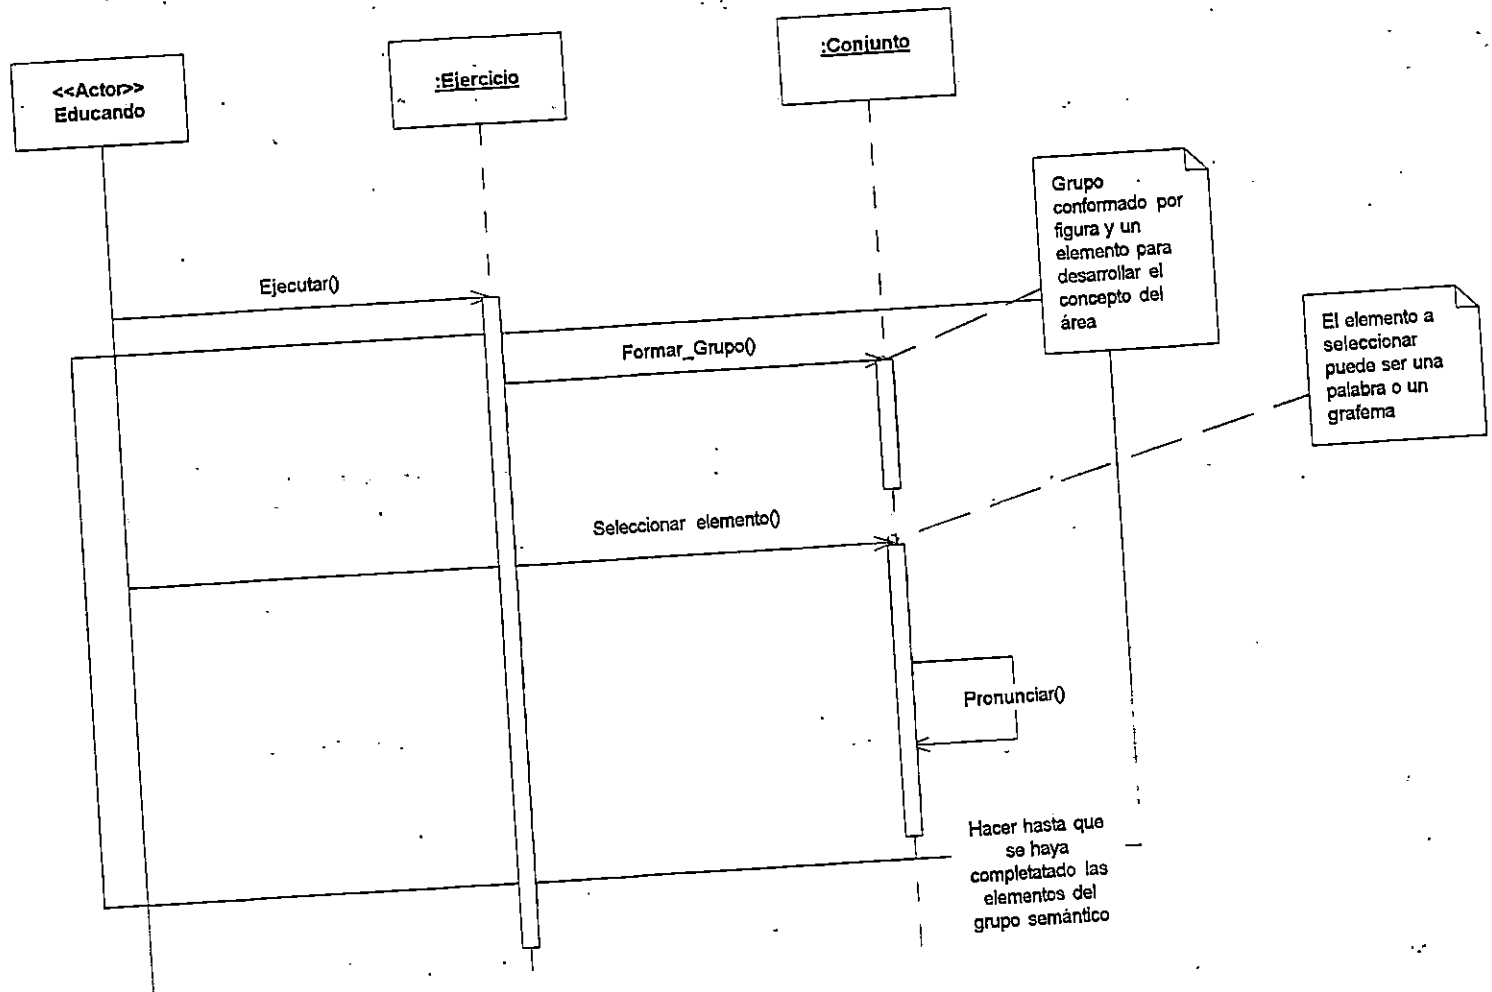 <<Actor>>
Educando
:Ejercicio
:Conjunto
Grupo
conformado por
figura y un
elemento para
desarrollar el
concepto del
área
El elemento a
seleccionar
puede ser una
palabra o un
grafema
Ejecutar()
Formar_Grupo()
Seleccionar elemento()
Pronunciar()
Hacer hasta que
se haya
completatado las
elementos del
grupo semántico